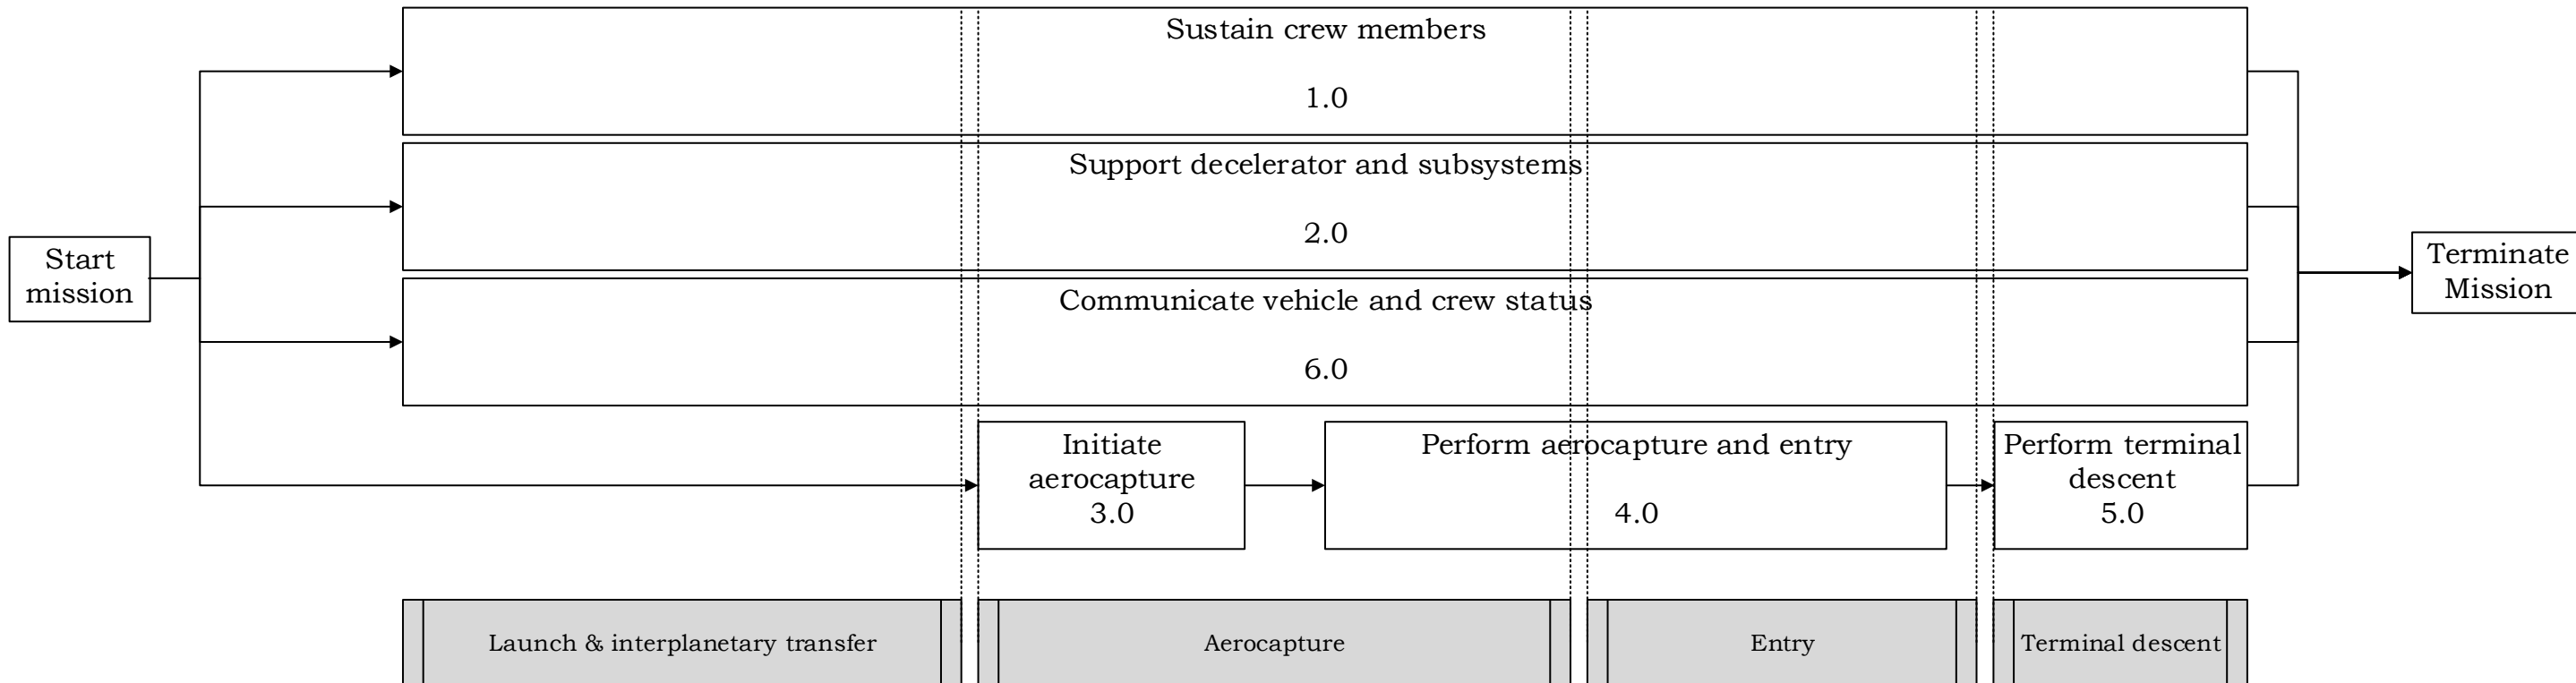 Sustain crew members
1.0
Support decelerator and subsystems
2.0
Start
mission
Communicate vehicle and crew status
6.0
Terminate
Mission
Initiate
aerocapture
3.0
Perform aerocapture and entry
4.0
Perform terminal
descent
5.0
Launch & interplanetary transfer
Aerocapture
Entry
Terminal descent